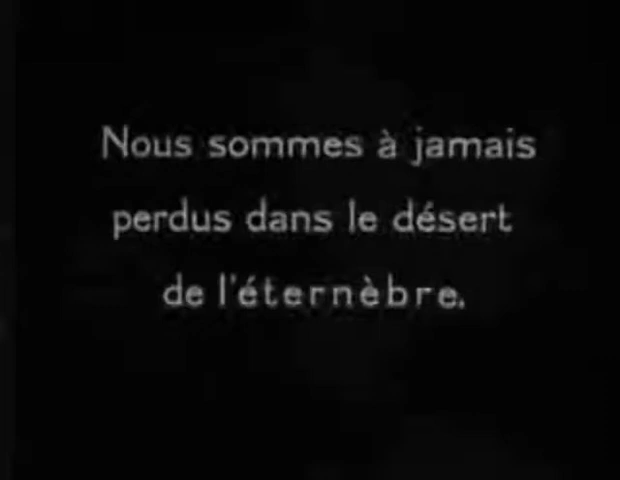 Nous sommes à jamais
perdus dans le désert
de l'éternèbre.